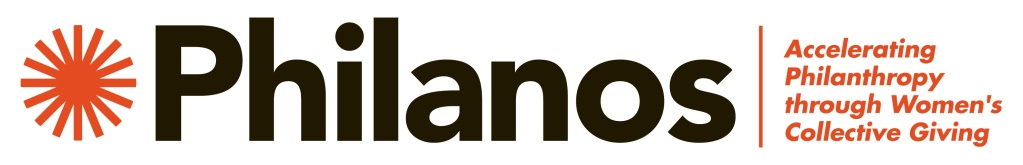 Philanos
Accelerating
Philanthropy
through Women's
Collective Giving